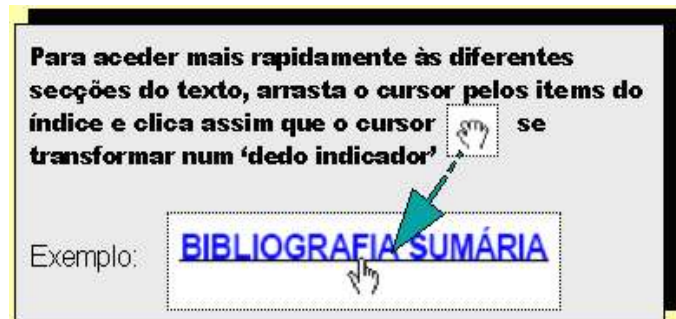 Para aceder mais rapidamente às diferentes
secções do texto, arrasta o cursor pelos items do
índice e clica assim que o cursor se
transformar num ‘dedo indicador’
Exemplo: BIBLIOGRAFIA SUMÁRIA